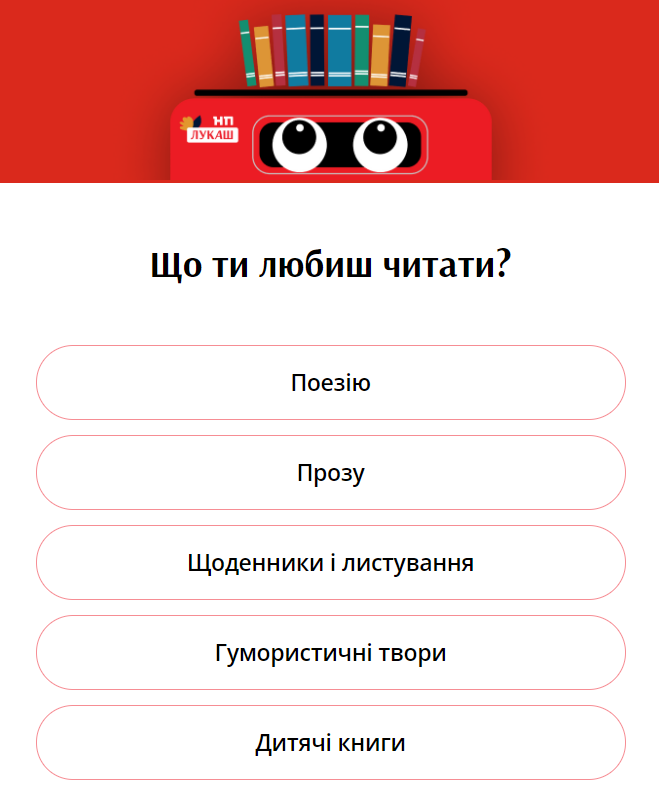 НП
ЛУКАШ
Що ти любиш читати?
Поезію
Прозу
Щоденники і листування
Гумористичні твори
Дитячі книги